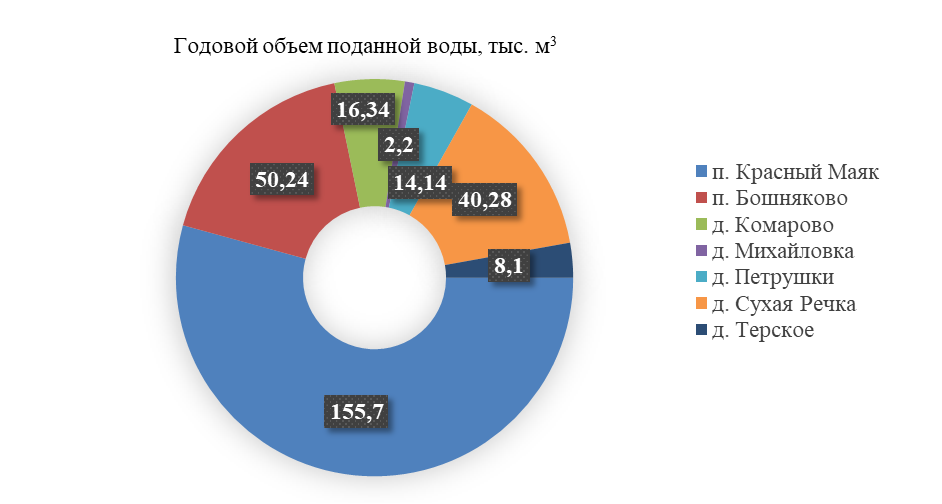 Годовой объем поданной воды, тыс. м³
16,34
2,2
50,24
14,14
40,28
8,1
155,7
п. Красный Маяк
п. Бошняково
д. Комарово
д. Михайловка
д. Петрушки
д. Сухая Речка
д. Терское